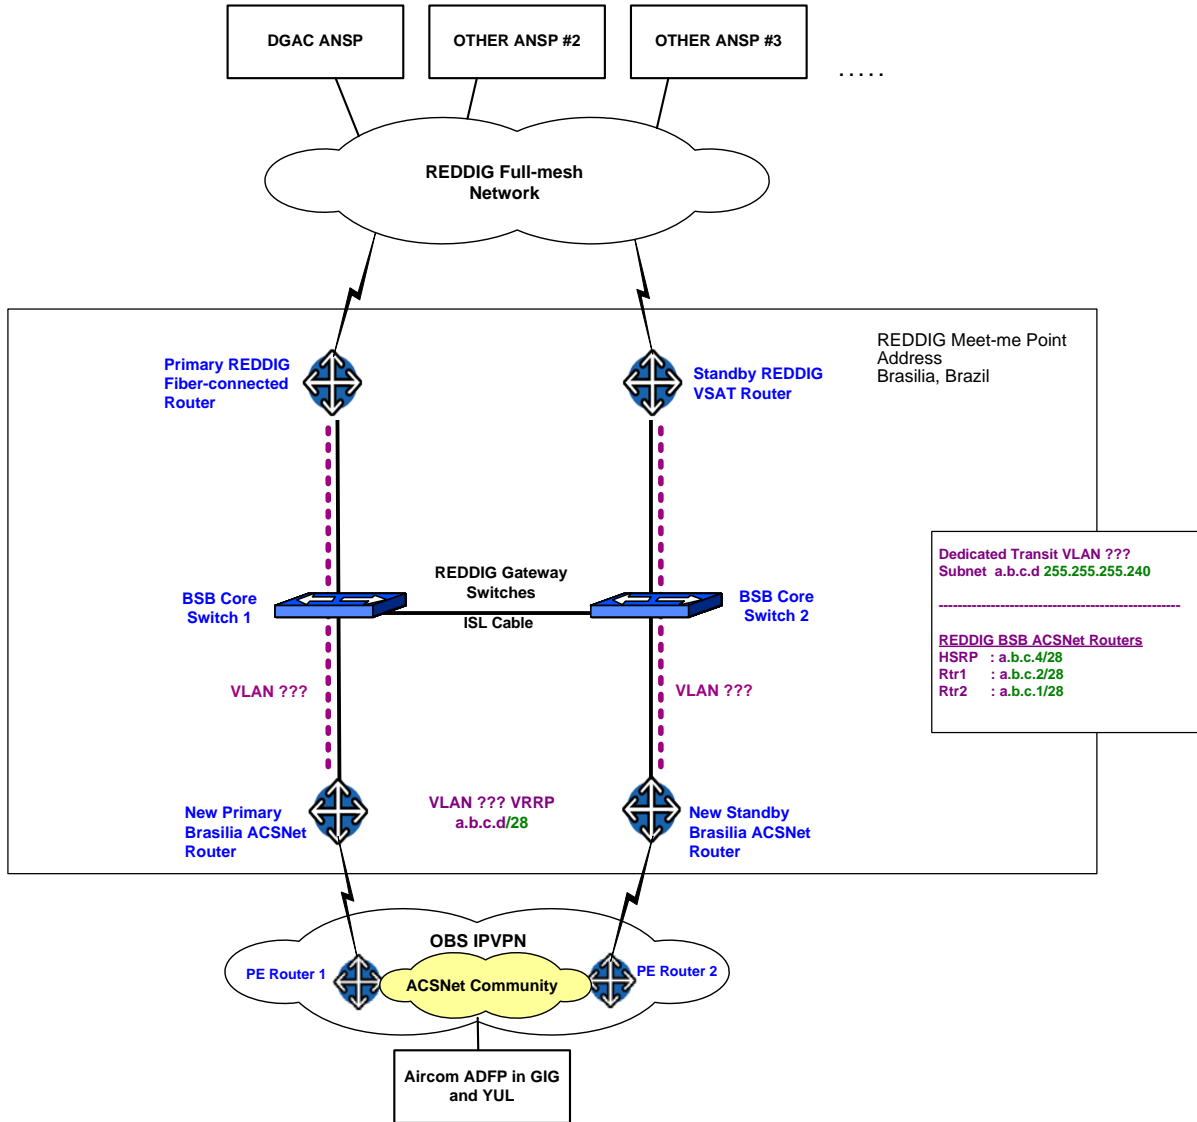 DGAC ANSP
OTHER ANSP #2
OTHER ANSP #3
. . . . .
REDDIG Full-mesh
Network
REDDIG Meet-me Point
Address
Brasilia, Brazil
Primary REDDIG
Fiber-connected
Router
Standby REDDIG
VSAT Router
Dedicated Transit VLAN ???
Subnet a.b.c.d 255.255.255.240
--------------------------------------------------
REDDIG BSB ACSNet Routers
HSRP : a.b.c.4/28
Rtr1 : a.b.c.2/28
Rtr2 : a.b.c.1/28
REDDIG Gateway
Switches
ISL Cable
BSB Core
Switch 1
BSB Core
Switch 2
VLAN ???
VLAN ???
New Primary
Brasilia ACSNet
Router
VLAN ??? VRRP
a.b.c.d/28
New Standby
Brasilia ACSNet
Router
OBS IPVPN
PE Router 1
ACSNet Community
PE Router 2
Aircom ADFP in GIG
and YUL